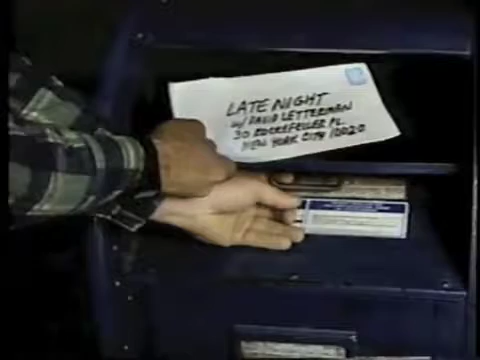 LATE NIGHT
W/ DAVID LETTERMAN
30 ROCKEFELLER PL.
NEW YORK CITY 10020